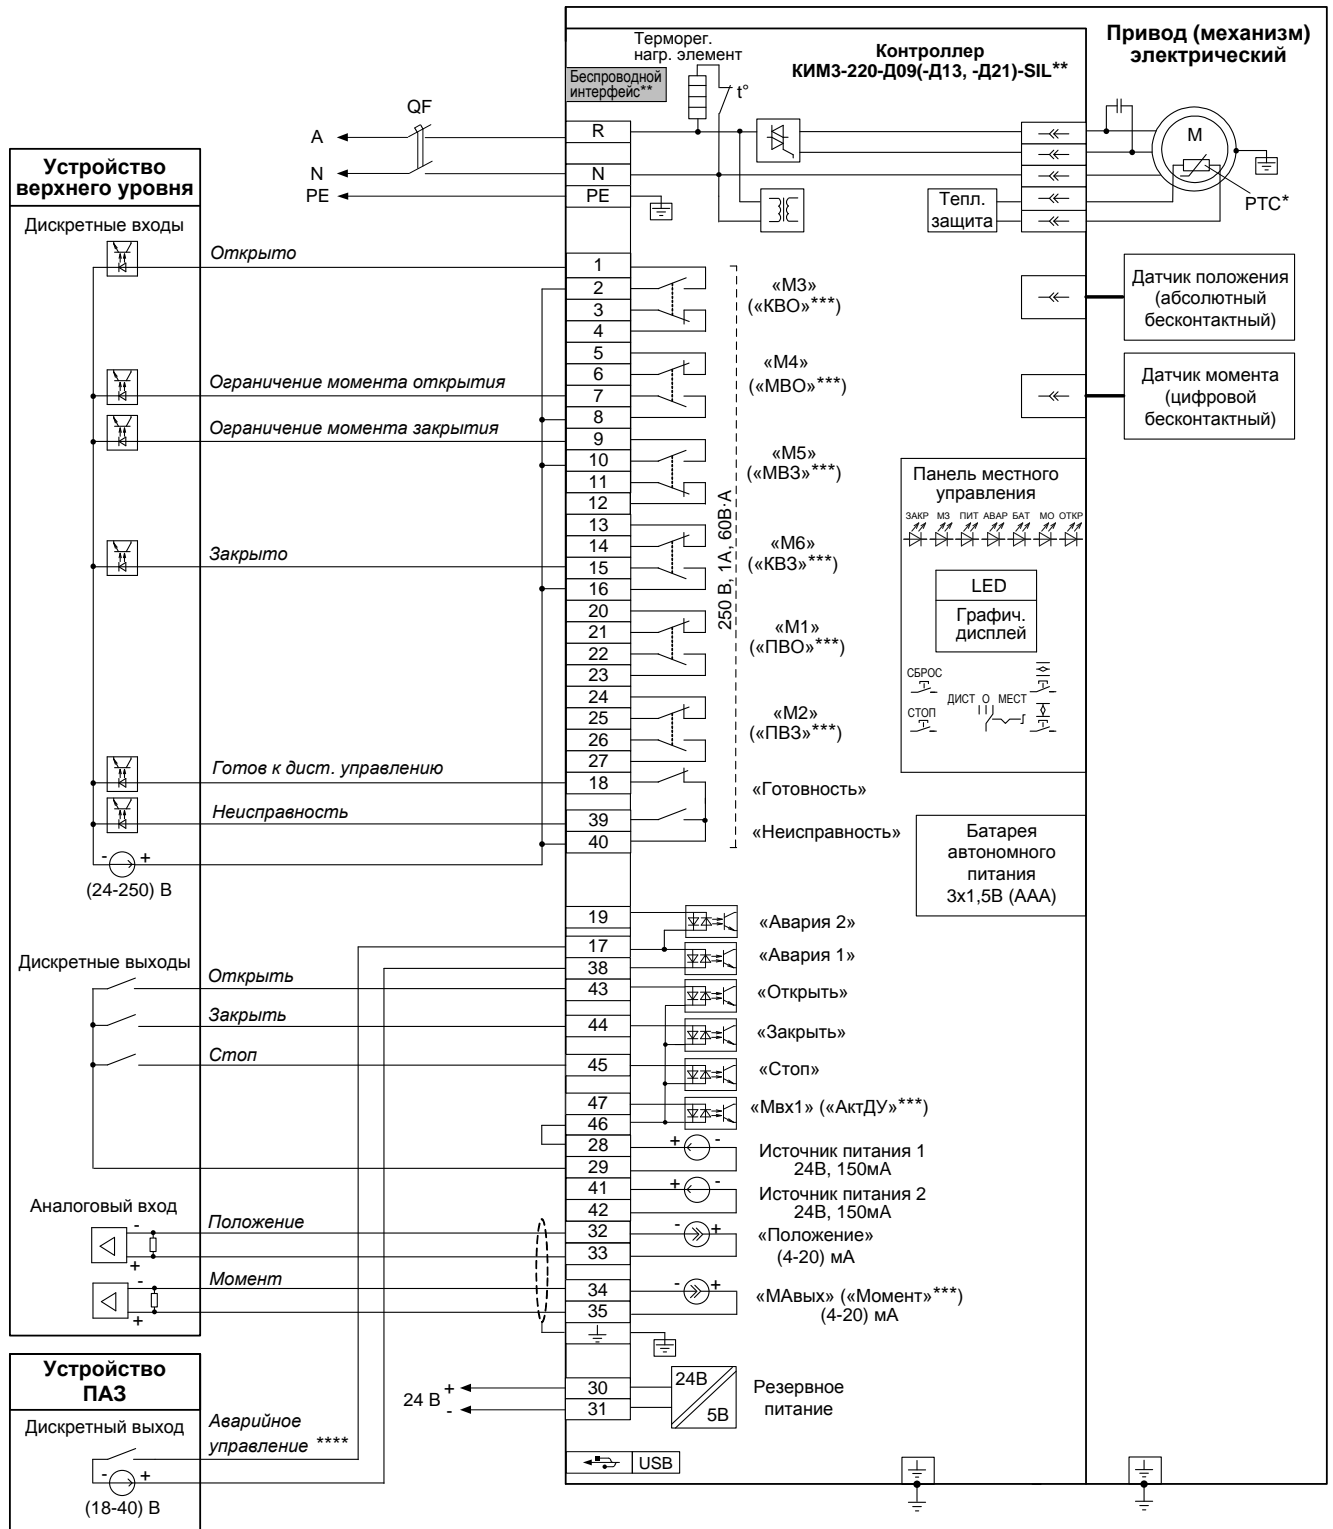 Привод (механизм)
электрический
Контроллер
КИМ3-220-Д09(-Д13, -Д21)-SIL**
Терморег.
нагр. элемент
Беспроводной
интерфейс**
t°
QF
A
N
PE
R
N
PE
M
PTC*
Тепл.
защита
Устройство
верхнего уровня
Дискретные входы
Открыто
Ограничение момента открытия
Ограничение момента закрытия
Закрыто
Готов к дист. управлению
Неисправность
- +
(24-250) В
1
2
3
4
5
6
7
8
9
10
11
12
13
14
15
16
20
21
22
23
24
25
26
27
18
39
40
«М3»
(«КВО»***)
«М4»
(«МВО»***)
«М5»
(«МВЗ»***)
«М6»
(«КВЗ»***)
«М1»
(«ПВО»***)
«М2»
(«ПВЗ»***)
«Готовность»
«Неисправность»
250 В, 1А, 60В·А
Датчик положения
(абсолютный
бесконтактный)
Датчик момента
(цифровой
бесконтактный)
Панель местного
управления
ЗАКР МЗ ПИТ АВАР БАТ МО ОТКР
LED
Графич.
дисплей
СБРОС
ДИСТ О МЕСТ
СТОП
Батарея
автономного
питания
3х1,5В (ААА)
Дискретные выходы
Открыть
Закрыть
Стоп
19
17
38
43
44
45
47
46
28
29
41
42
32
33
34
35
30
31
«Авария 2»
«Авария 1»
«Открыть»
«Закрыть»
«Стоп»
«Мвх1» («АктДУ»***)
+ -
Источник питания 1
24В, 150мА
+ -
Источник питания 2
24В, 150мА
- +
«Положение»
(4-20) мА
- +
«МАвых» («Момент»***)
(4-20) мА
Аналоговый вход
Положение
-
+
Момент
-
+
24 В
+
-
24В
5В
Резервное
питание
USB
Устройство
ПАЗ
Дискретный выход
Аварийное
управление ****
- +
(18-40) В